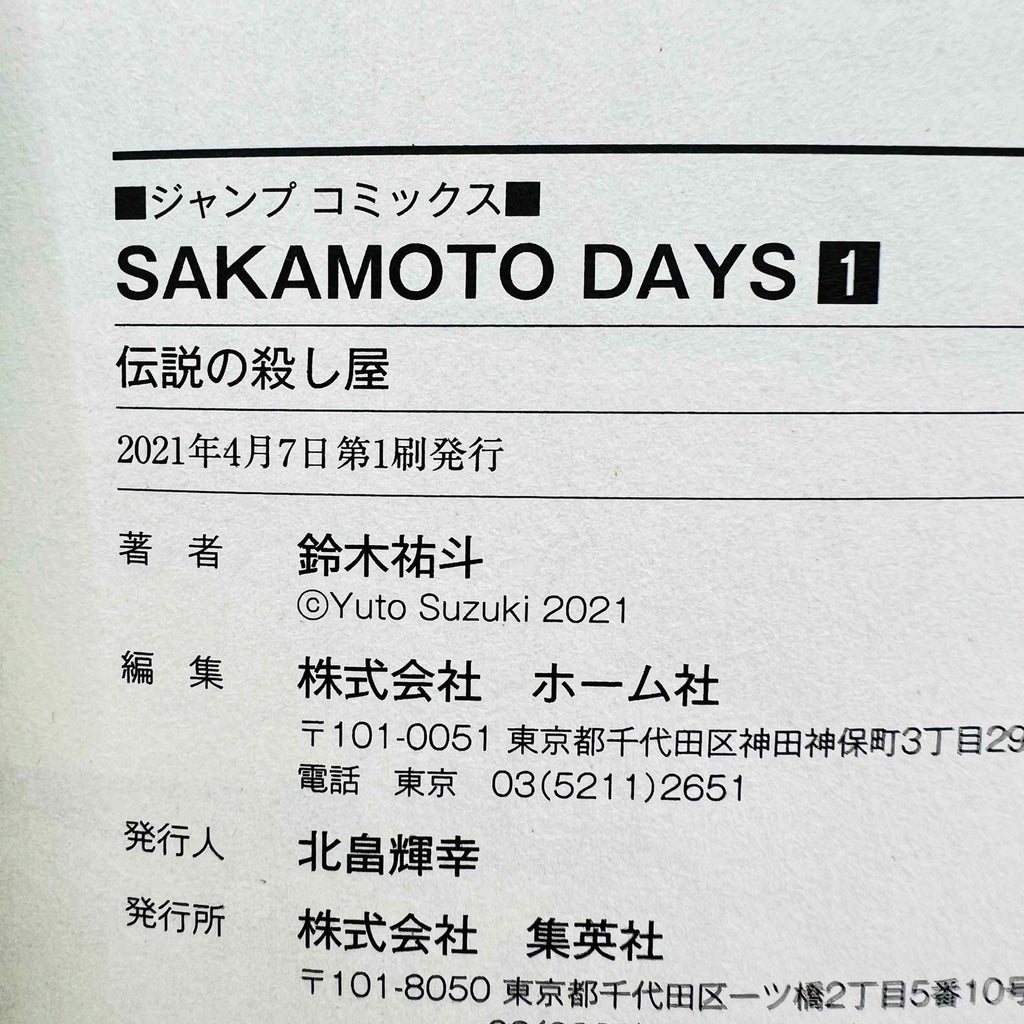 ■ジャンプ コミックス■
SAKAMOTO DAYS 1
伝説の殺し屋
2021年4月7日第1刷発行
著 者 鈴木祐斗
©Yuto Suzuki 2021
編 集 株式会社 ホーム社
〒101-0051 東京都千代田区神田神保町3丁目29
電話 東京 03(5211)2651
発行人 北畠輝幸
発行所 株式会社 集英社
〒101-8050 東京都千代田区一ツ橋2丁目5番10号